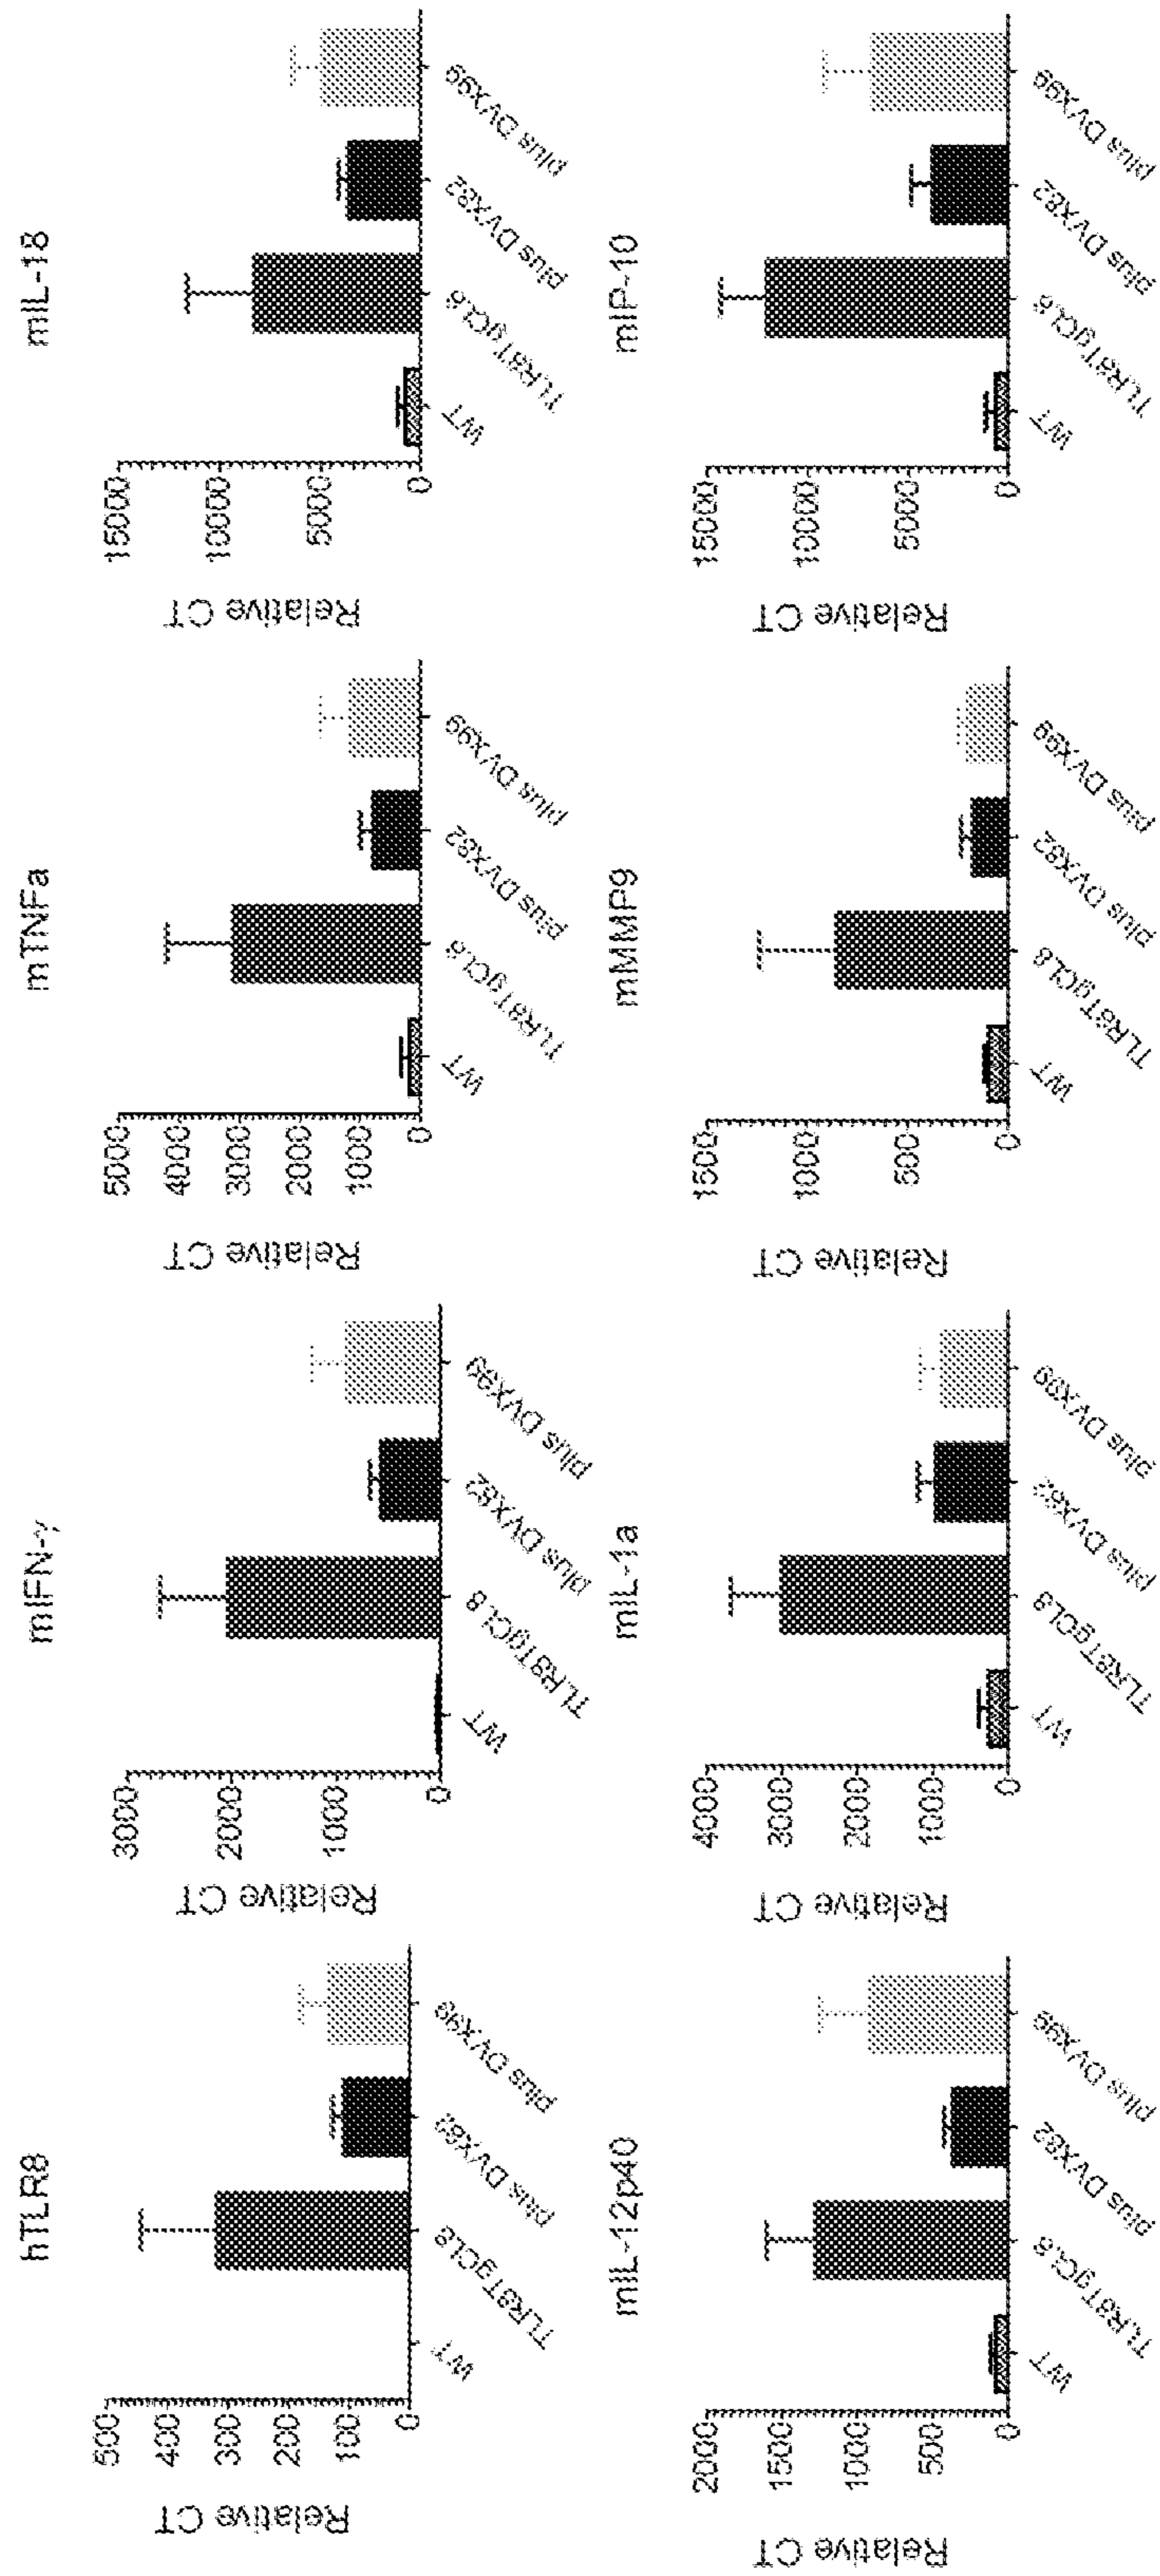 hTLR8
Relative CT
500
400
300
200
100
0
WT
TLR8TgCL8
plus DVX82
plus DVX99
mIFN-γ
Relative CT
3000
2000
1000
0
WT
TLR8TgCL8
plus DVX82
plus DVX99
mTNFa
Relative CT
5000
4000
3000
2000
1000
0
WT
TLR8TgCL8
plus DVX82
plus DVX99
mIL-18
Relative CT
15000
10000
5000
0
WT
TLR8TgCL8
plus DVX82
plus DVX99
mIL-12p40
Relative CT
2000
1500
1000
500
0
WT
TLR8TgCL8
plus DVX82
plus DVX99
mIL-1a
Relative CT
4000
3000
2000
1000
0
WT
TLR8TgCL8
plus DVX82
plus DVX99
mMMP9
Relative CT
1500
1000
500
0
WT
TLR8TgCL8
plus DVX82
plus DVX99
mIP-10
Relative CT
15000
10000
5000
0
WT
TLR8TgCL8
plus DVX82
plus DVX99